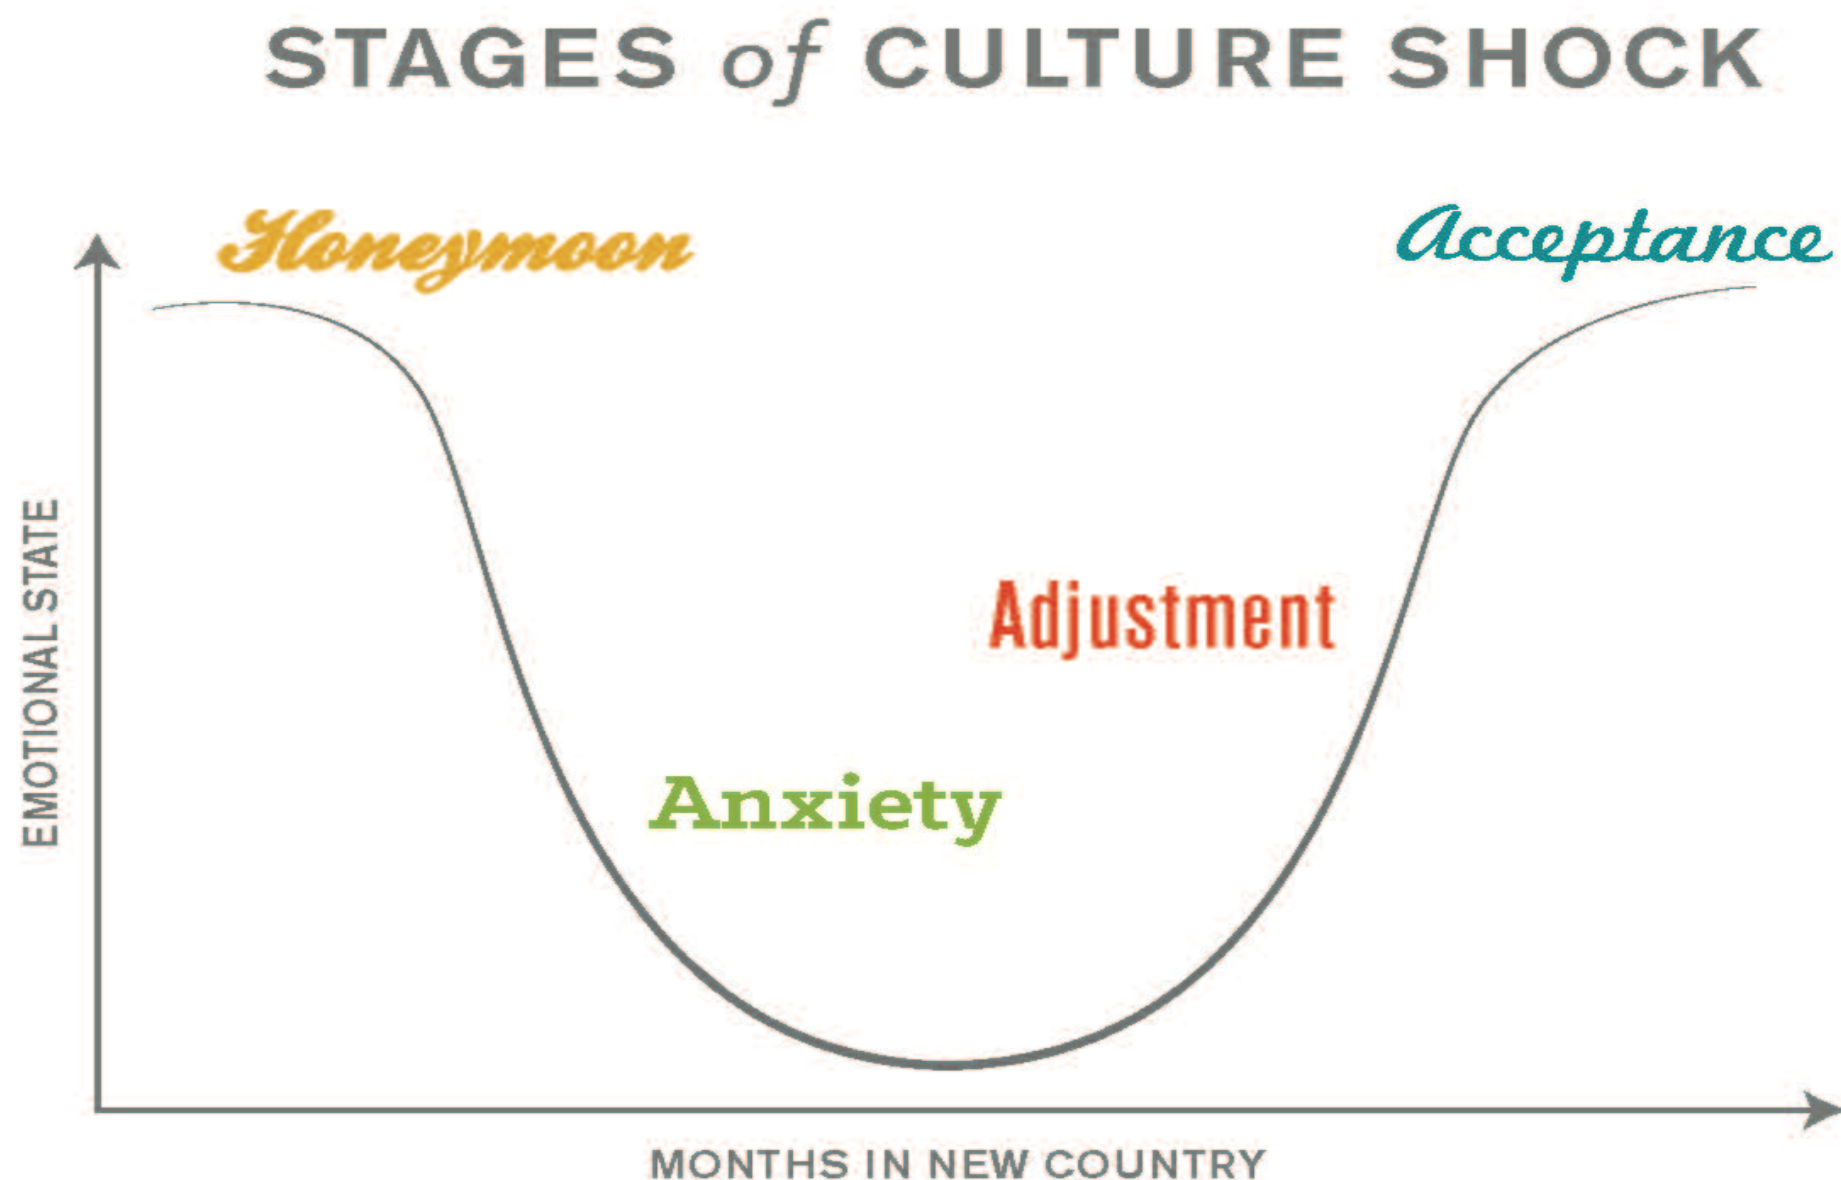 STAGES of CULTURE SHOCK
Honeymoon
Acceptance
EMOTIONAL STATE
Adjustment
Anxiety
MONTHS IN NEW COUNTRY